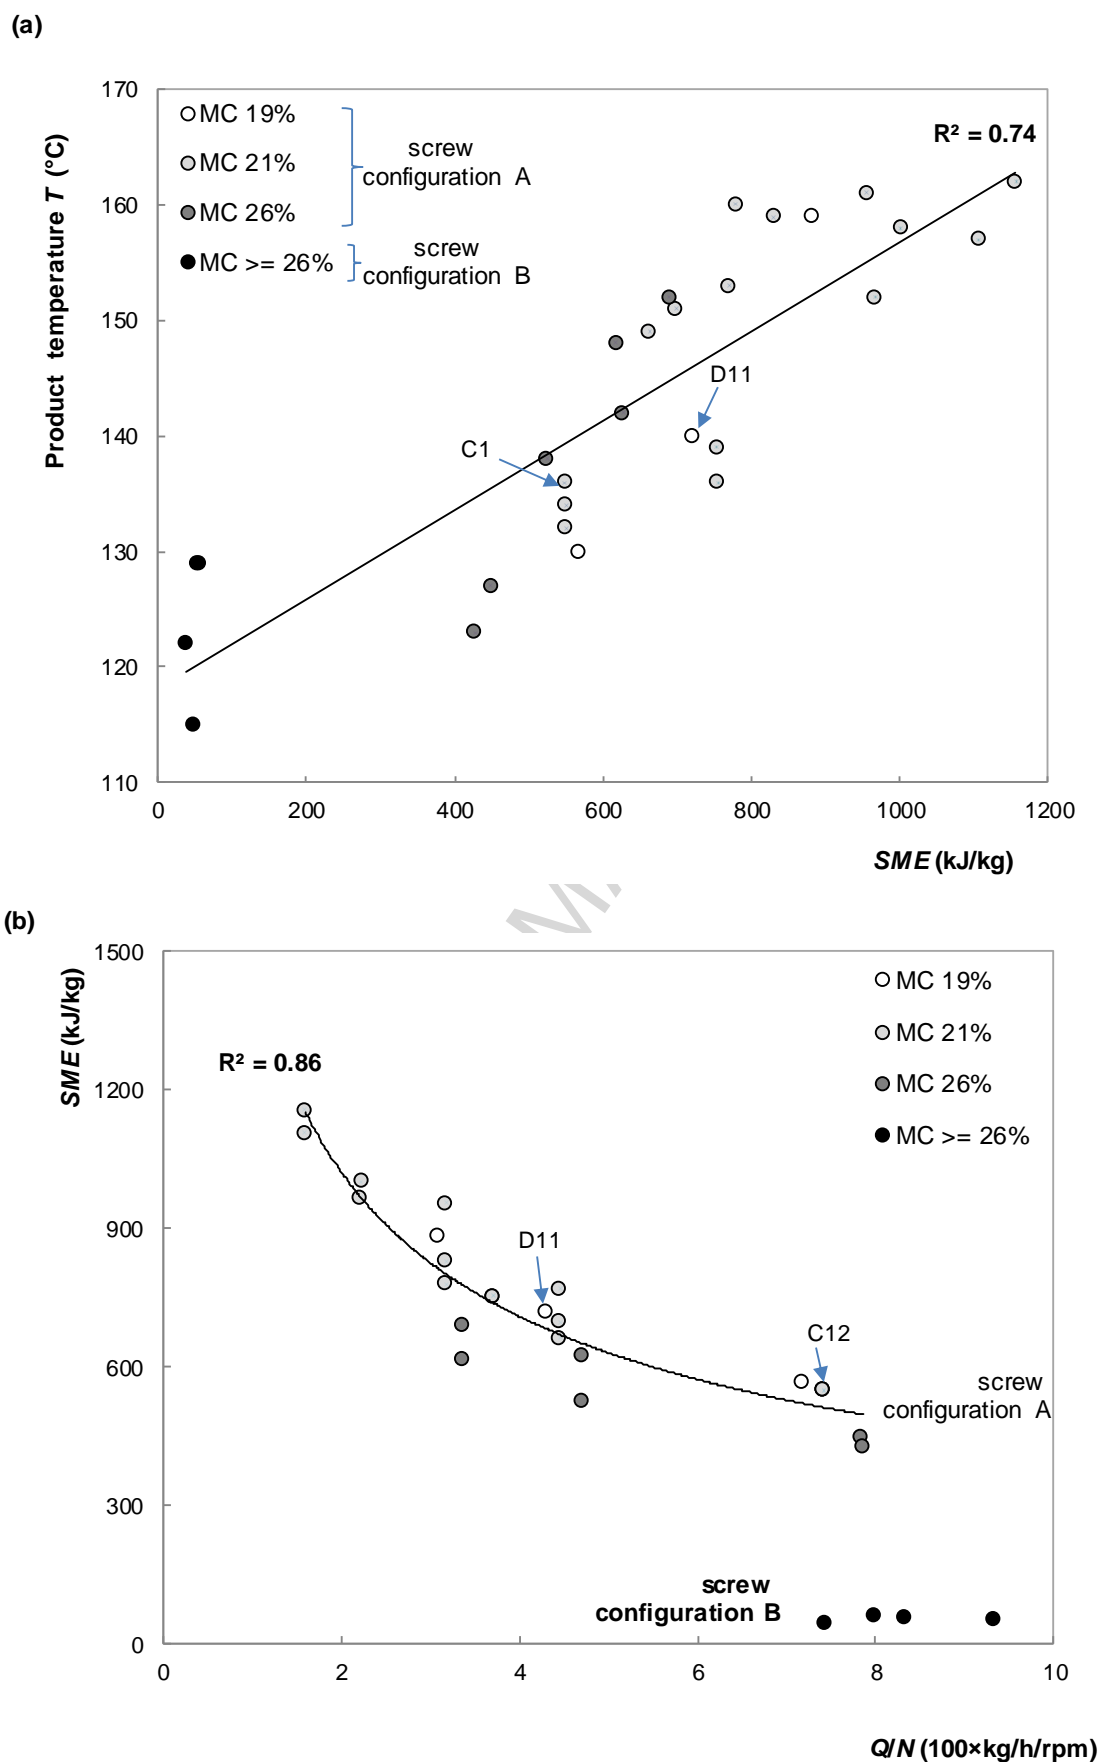 (a)
170
160
150
140
130
120
110
Product temperature T (°C)
MC 19%
MC 21%
MC 26%
MC >= 26%
screw
configuration A
screw
configuration B
R² = 0.74
D11
C1
0
200
400
600
800
1000
1200
SME (kJ/kg)
(b)
1500
1200
900
600
300
0
SME (kJ/kg)
MC 19%
MC 21%
MC 26%
MC >= 26%
R² = 0.86
D11
C12
screw
configuration A
screw
configuration B
0
2
4
6
8
10
Q/N (100×kg/h/rpm)